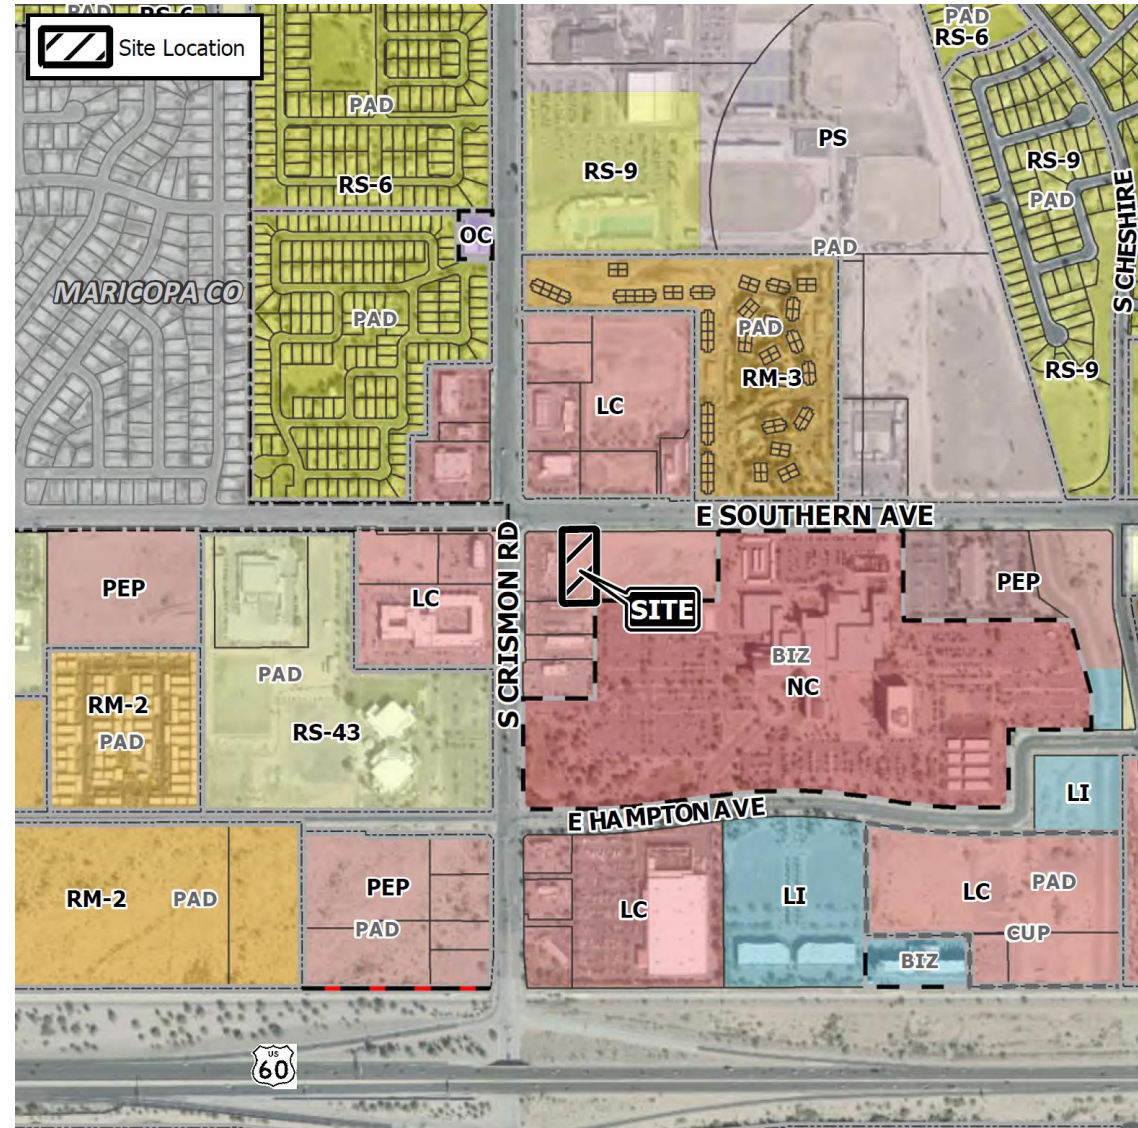 PAD
RS-6
Site Location
PAD
RS-6
PAD
RS-6
OC
MARICOPA CO
PAD
RS-9
PS
PAD
RS-9
PAD
S CHESHIRE
RS-9
PAD
RM-3
LC
E SOUTHERN AVE
S CRISMON RD
SITE
PEP
LC
PAD
RS-43
RM-2
PAD
BIZ
NC
PEP
LI
E HAMPTON AVE
RM-2
PAD
PEP
PAD
LC
LI
LC
PAD
CUP
BIZ
US
60